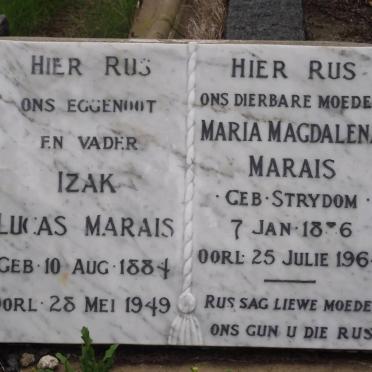 HIER RUS
ONS EGGENOOT
EN VADER
IZAK
LUCAS MARAIS
GEB · 10 AUG · 1884
OORL · 28 MEI 1949
HIER RUS
ONS DIERBARE MOEDE
MARIA MAGDALENA
MARAIS
· GEB · STRYDOM ·
7 JAN
OORL · 25 JULIE 196
RUS SAG LIEWE MOEDE
ONS GUN U DIE RUS